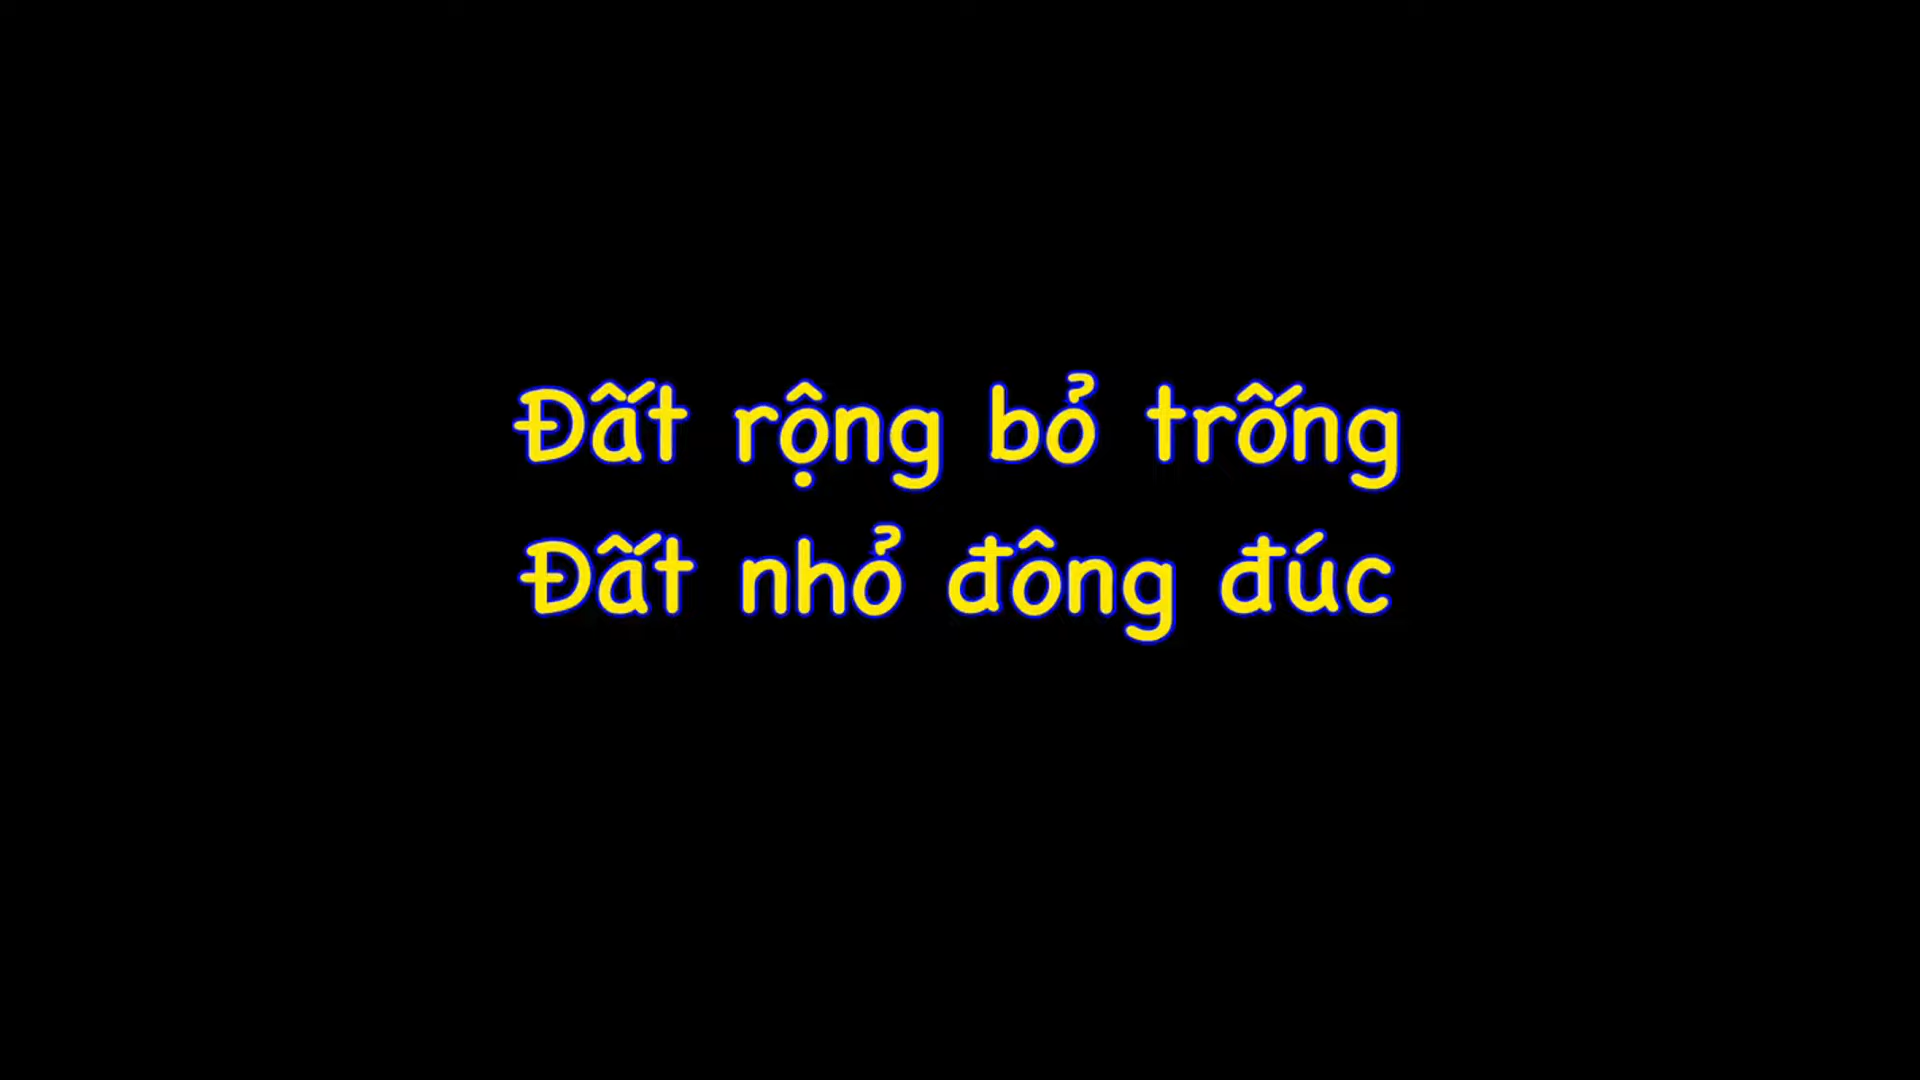 Đất rộng bỏ trống
Đất nhỏ đông đúc